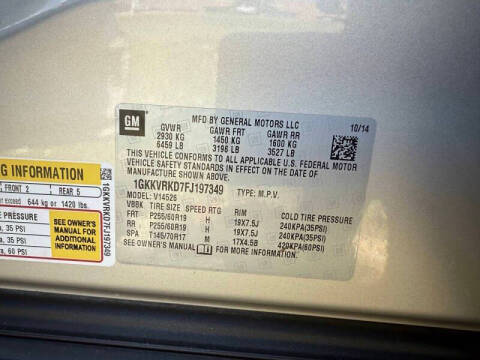 GM
MFD BY GENERAL MOTORS LLC 10/14
GVWR GAWR FRT GAWR RR
2930 KG 1450 KG 1600 KG
6459 LB 3196 LB 3527 LB
THIS VEHICLE CONFORMS TO ALL APPLICABLE U.S. FEDERAL MOTOR
VEHICLE SAFETY STANDARDS IN EFFECT ON THE DATE OF
MANUFACTURE SHOWN ABOVE.
1GKKVRKD7FJ197349 TYPE: M.P.V.
V14526
VBBK TIRE SIZE SPEED RTG RIM COLD TIRE PRESSURE
FRT P255/60R19 H 19X7.5J 240KPA(35PSI)
RR P255/60R19 H 19X7.5J 240KPA(35PSI)
SPA T145/70R17 M 17X4.5B 420KPA(60PSI)
SEE OWNER'S MANUAL FOR MORE INFORMATION.
G INFORMATION
FRONT 2 REAR 5
exceed 644 kg or 1420 lbs.
E PRESSURE
a, 35 PSI
a, 35 PSI
a, 60 PSI
SEE OWNER'S
MANUAL FOR
ADDITIONAL
INFORMATION
1GKKVRKD7FJ197349